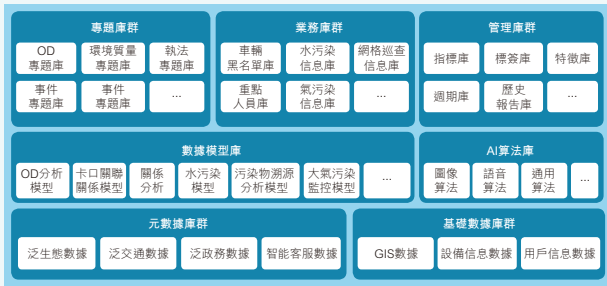 專題庫群
OD
專題庫
環境質量
專題庫
執法
專題庫
事件
專題庫
事件
專題庫
...
業務庫群
車輛
黑名單庫
水污染
信息庫
網格巡查
信息庫
重點
人員庫
氣污染
信息庫
...
管理庫群
指標庫
標簽庫
特徵庫
週期庫
歷史
報告庫
...
數據模型庫
OD分析
模型
卡口關聯
關係模型
關係
分析
水污染
模型
污染物溯源
分析模型
大氣污染
監控模型
...
AI算法庫
圖像
算法
語音
算法
通用
算法
...
元數據庫群
泛生態數據
泛交通數據
泛政務數據
智能客服數據
基礎數據庫群
GIS數據
設備信息數據
用戶信息數據